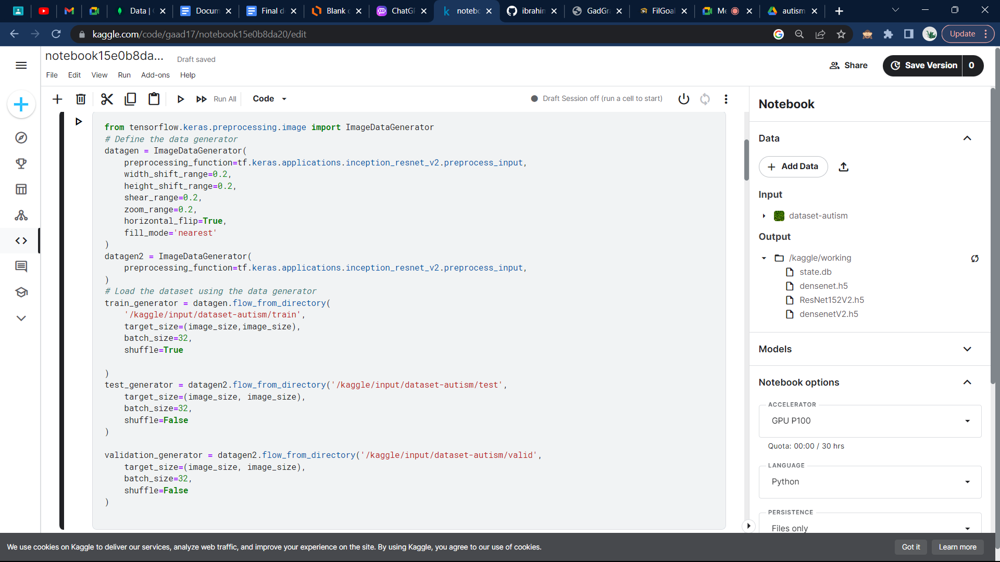 Data | 
Docum
Final d
Blank
ChatG
notebo
ibrahin
GadGr
FilGoal
Me
autism
kaggle.com/code/gaad17/notebook15e0b8da20/edit
Update
notebook15e0b8da...
Draft saved
File Edit View Run Add-ons Help
Share
Save Version 0
Run All
Code
Draft Session off (run a cell to start)
from tensorflow.keras.preprocessing.image import ImageDataGenerator
# Define the data generator
datagen = ImageDataGenerator(
    preprocessing_function=tf.keras.applications.inception_resnet_v2.preprocess_input,
    width_shift_range=0.2,
    height_shift_range=0.2,
    shear_range=0.2,
    zoom_range=0.2,
    horizontal_flip=True,
    fill_mode='nearest'
)
datagen2 = ImageDataGenerator(
    preprocessing_function=tf.keras.applications.inception_resnet_v2.preprocess_input,
)
# Load the dataset using the data generator
train_generator = datagen.flow_from_directory(
    '/kaggle/input/dataset-autism/train',
    target_size=(image_size,image_size),
    batch_size=32,
    shuffle=True
)
test_generator = datagen2.flow_from_directory('/kaggle/input/dataset-autism/test',
    target_size=(image_size, image_size),
    batch_size=32,
    shuffle=False
)
validation_generator = datagen2.flow_from_directory('/kaggle/input/dataset-autism/valid',
    target_size=(image_size, image_size),
    batch_size=32,
    shuffle=False
)
Notebook
Data
Add Data
Input
dataset-autism
Output
/kaggle/working
state.db
densenet.h5
ResNet152V2.h5
densenetV2.h5
Models
Notebook options
ACCELERATOR
GPU P100
Quota: 00:00 / 30 hrs
LANGUAGE
Python
PERSISTENCE
Files only
We use cookies on Kaggle to deliver our services, analyze web traffic, and improve your experience on the site. By using Kaggle, you agree to our use of cookies.
Got it
Learn more